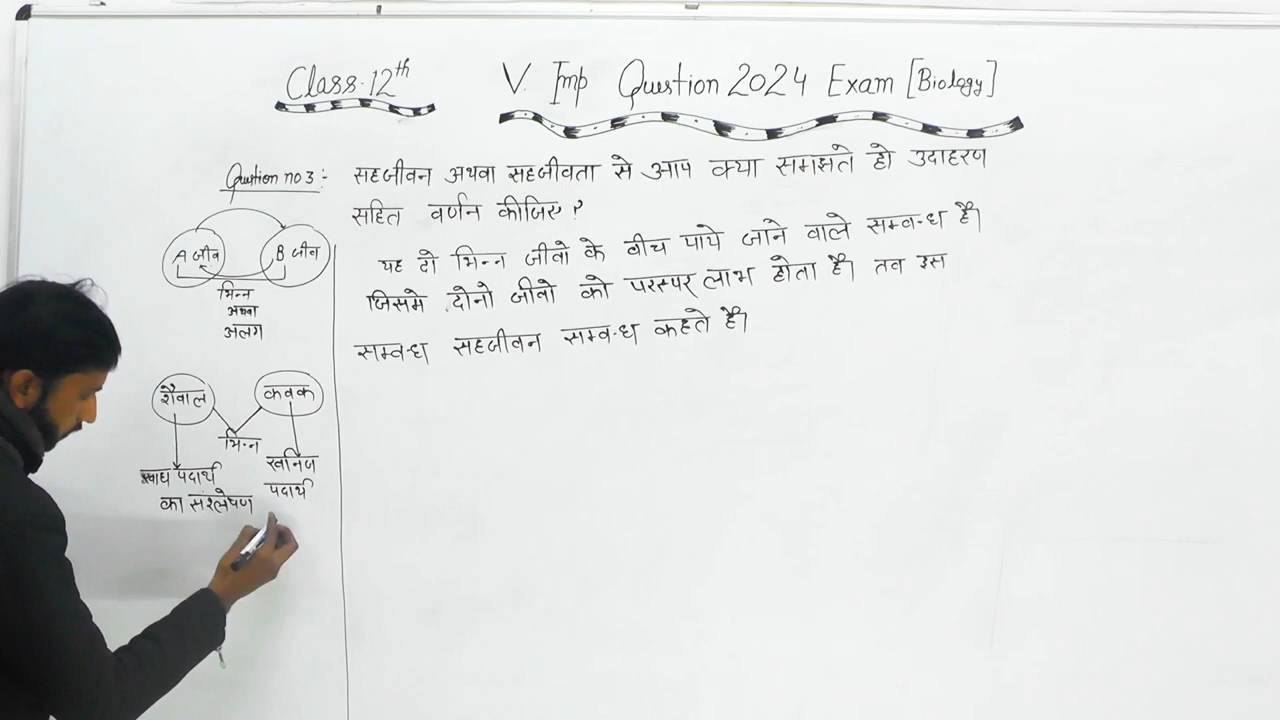 Class-12th
V. Imp Question 2024 Exam [Biology]
Question no 3:-
सहजीवन अथवा सहजीवता से आप क्या समझते हो उदाहरण
सहित वर्णन कीजिए?
यह दो भिन्न जीवो के बीच पाये जाने वाले सम्बन्ध है।
जिसमे दोनो जीवो को परस्पर लाभ होता है। तब इस
सम्बन्ध सहजीवन सम्बन्ध कहते है।
A जीव
B जीव
भिन्न
अथवा
अलग
शैवाल
कवक
भिन्न
खाद्य पदार्थ
का संश्लेषण
खनिज
पदार्थ